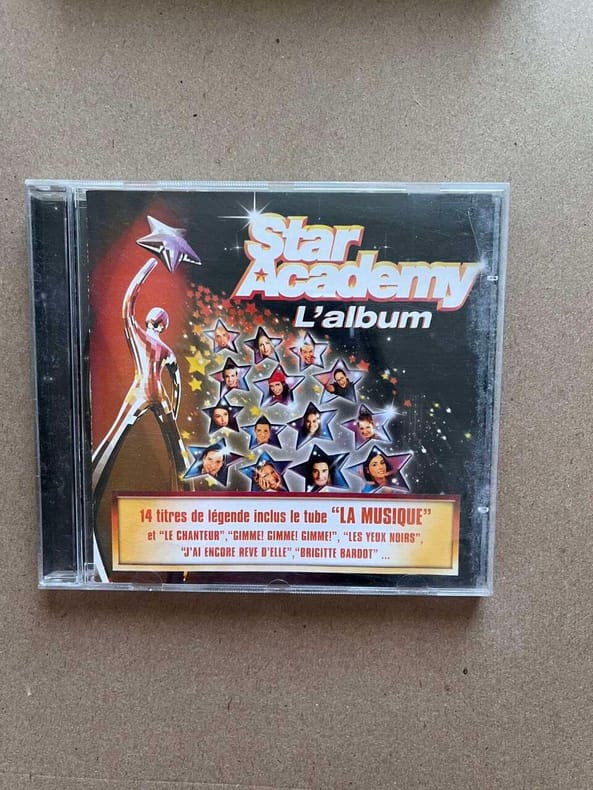 Star
Academy
L'album
14 titres de légende inclus le tube “LA MUSIQUE”
et “LE CHANTEUR”,“GIMME! GIMME! GIMME!”, “LES YEUX NOIRS”,
“J'AI ENCORE REVE D'ELLE”,“BRIGITTE BARDOT” ...